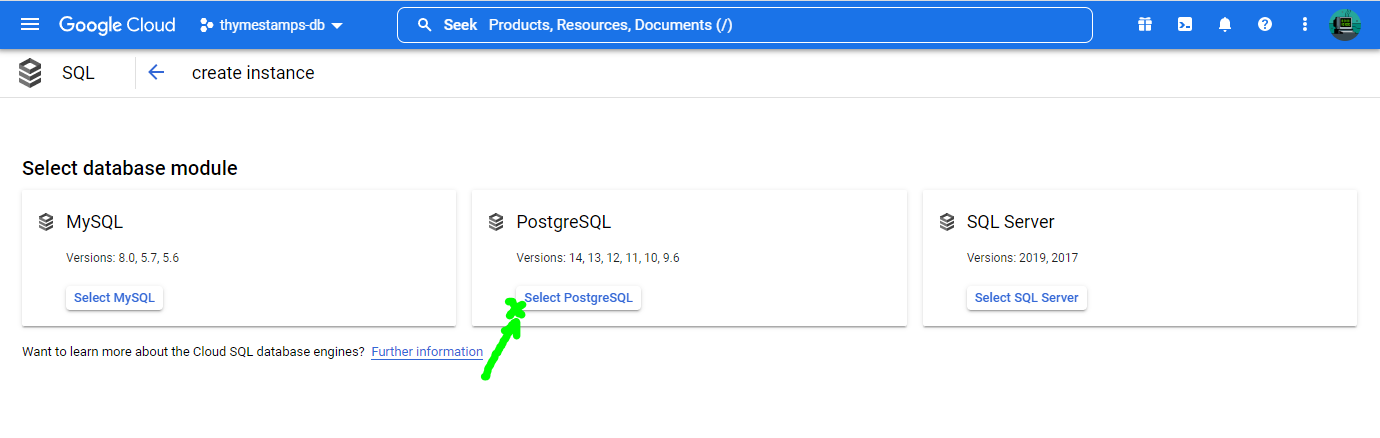 Google Cloud thymestamps-db Seek Products, Resources, Documents (/)
SQL create instance
Select database module
MySQL
Versions: 8.0, 5.7, 5.6
Select MySQL
PostgreSQL
Versions: 14, 13, 12, 11, 10, 9.6
Select PostgreSQL
SQL Server
Versions: 2019, 2017
Select SQL Server
Want to learn more about the Cloud SQL database engines? Further information